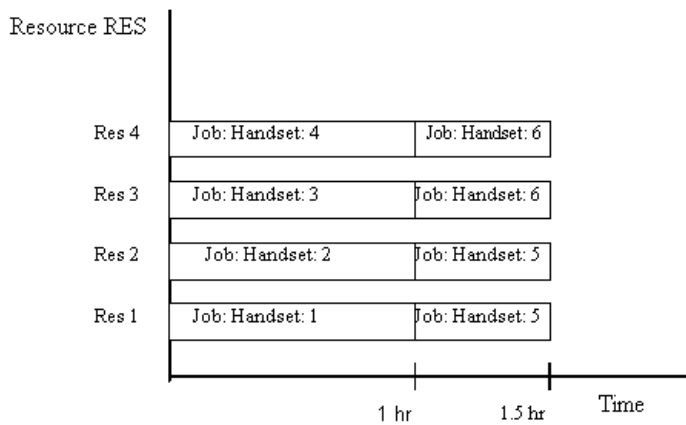 Resource RES
Res 4 Job: Handset: 4 Job: Handset: 6
Res 3 Job: Handset: 3 Job: Handset: 6
Res 2 Job: Handset: 2 Job: Handset: 5
Res 1 Job: Handset: 1 Job: Handset: 5
1 hr 1.5 hr Time